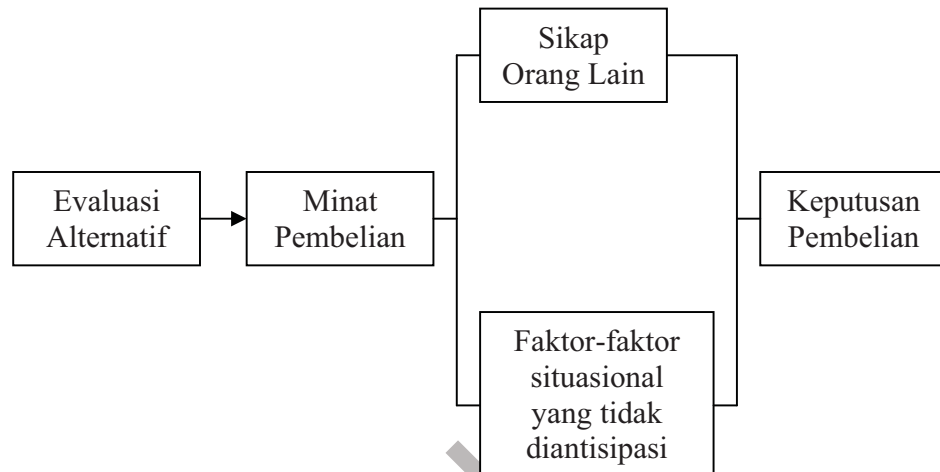 Evaluasi
Alternatif
Minat
Pembelian
Sikap
Orang Lain
Faktor-faktor
situasional
yang tidak
diantisipasi
Keputusan
Pembelian